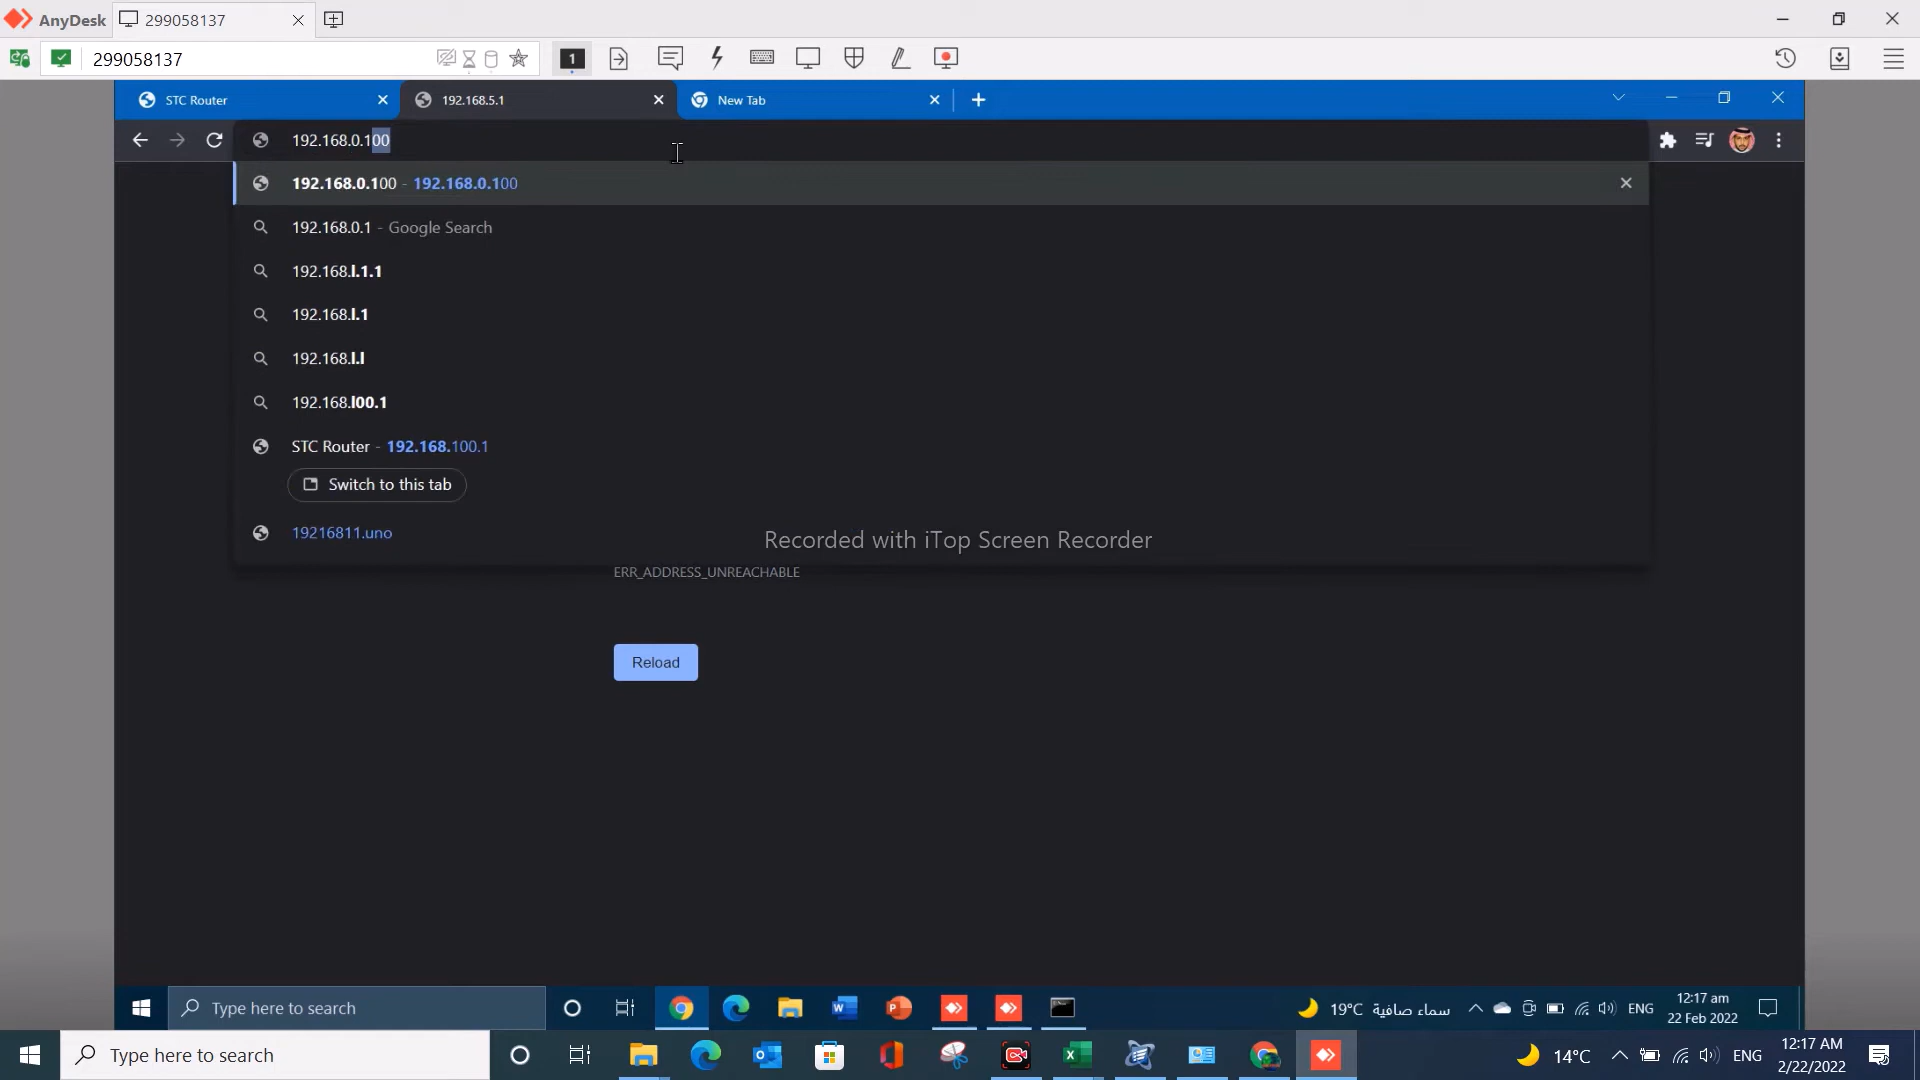 AnyDesk
299058137
299058137
1
STC Router
192.168.5.1
New Tab
192.168.0.100
192.168.0.100 - 192.168.0.100
192.168.0.1 - Google Search
192.168.l.1.1
192.168.l.1
192.168.l.l
192.168.l00.1
STC Router - 192.168.100.1
Switch to this tab
19216811.uno
Recorded with iTop Screen Recorder
ERR_ADDRESS_UNREACHABLE
Reload
Type here to search
19°C سماء صافية
ENG
12:17 am
22 Feb 2022
Type here to search
14°C
ENG
12:17 AM
2/22/2022